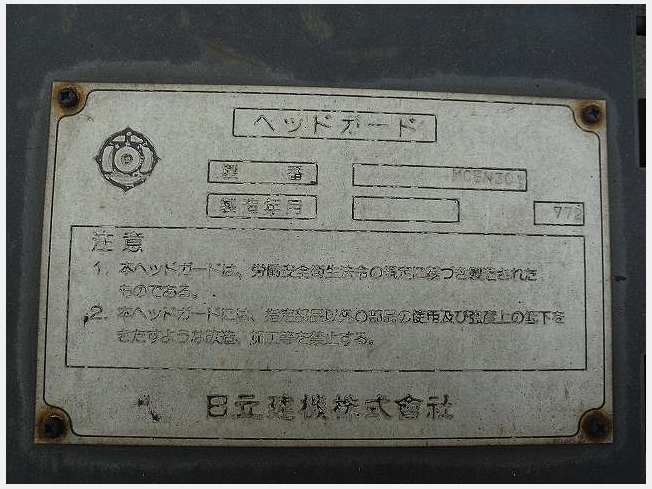 ヘッドガード
製番 HCEN301
製造年月 772
注意
1. 本ヘッドガードは、労働安全衛生法令の規定に基づき製造された
ものである。
2. 本ヘッドガードには、指定部品以外の部品の使用及び強度上の低下を
きたすような改造、加工等を禁止する。
日立建機株式會社